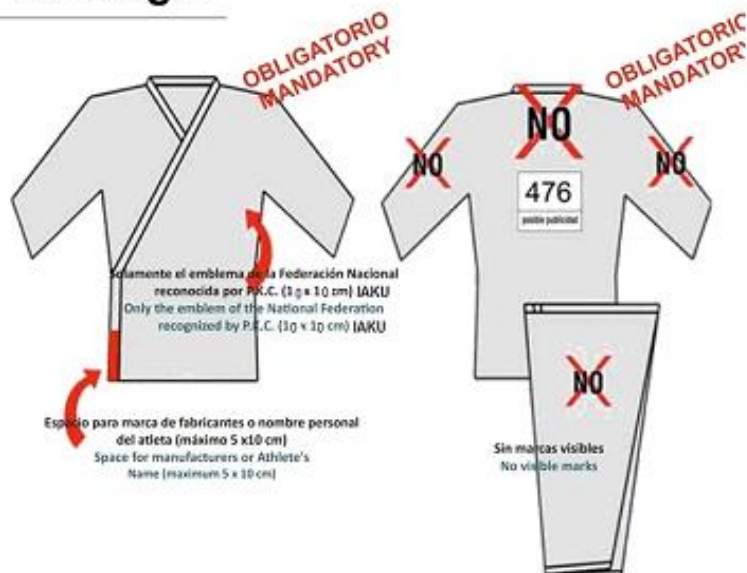 OBLIGATORIO
MANDATORY
Solamente el emblema de la Federación Nacional
reconocida por P.K.C. (10 x 10 cm) IAKU
Only the emblem of the National Federation
recognized by P.K.C. (10 x 10 cm) IAKU
Espacio para marca de fabricantes o nombre personal
del atleta (máximo 5 x10 cm)
Space for manufacturers or Athlete's
Name (maximum 5 x 10 cm)
OBLIGATORIO
MANDATORY
NO
NO
NO
476
posible publicidad
NO
Sin marcas visibles
No visible marks